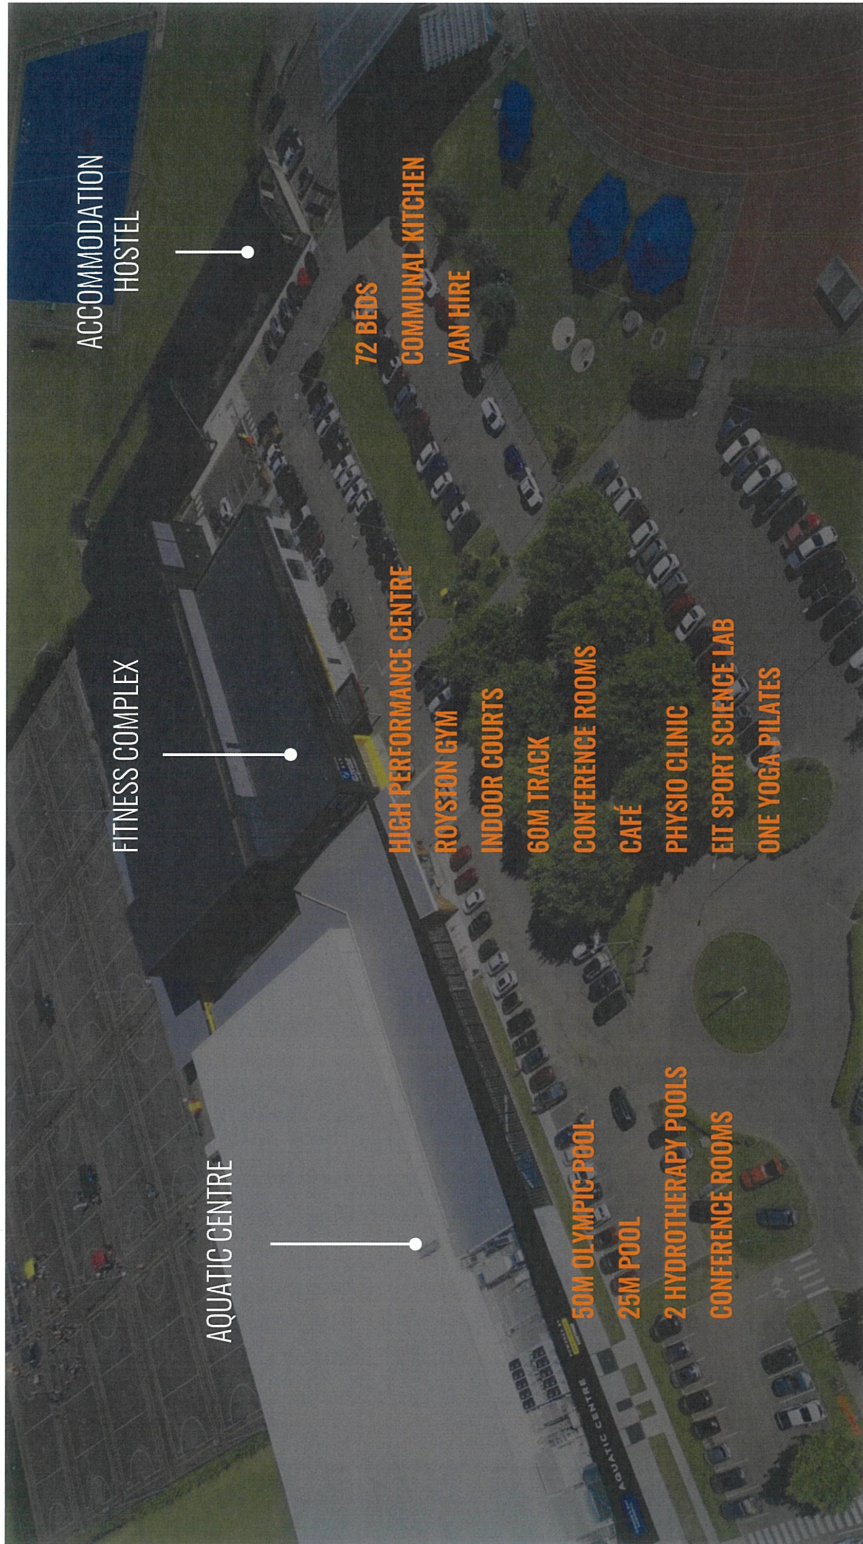 AQUATIC CENTRE
50M OLYMPIC POOL
25M POOL
2 HYDROTHERAPY POOLS
CONFERENCE ROOMS
FITNESS COMPLEX
HIGH PERFORMANCE CENTRE
ROYSTON GYM
INDOOR COURTS
60M TRACK
CONFERENCE ROOMS
CAFÉ
PHYSIO CLINIC
EIT SPORT SCIENCE LAB
ONE YOGA PILATES
ACCOMMODATION
HOSTEL
72 BEDS
COMMUNAL KITCHEN
VAN HIRE
AQUATIC CENTRE